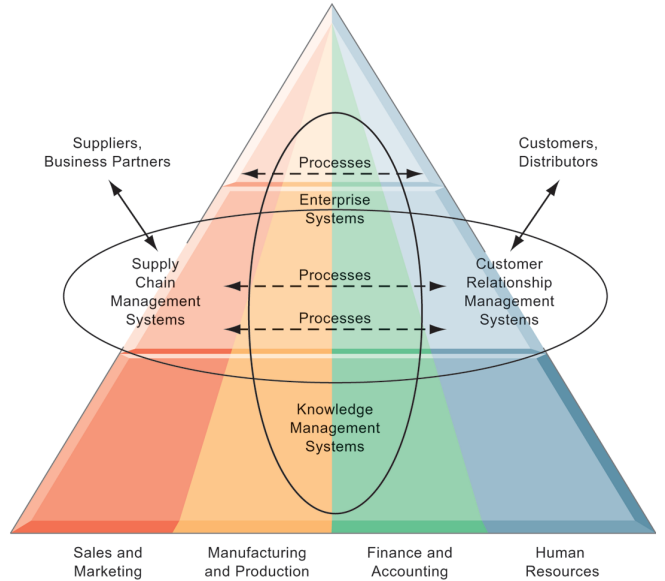 Suppliers,
Business Partners
Customers,
Distributors
Processes
Enterprise
Systems
Supply
Chain
Management
Systems
Processes
Processes
Customer
Relationship
Management
Systems
Knowledge
Management
Systems
Sales and
Marketing
Manufacturing
and Production
Finance and
Accounting
Human
Resources